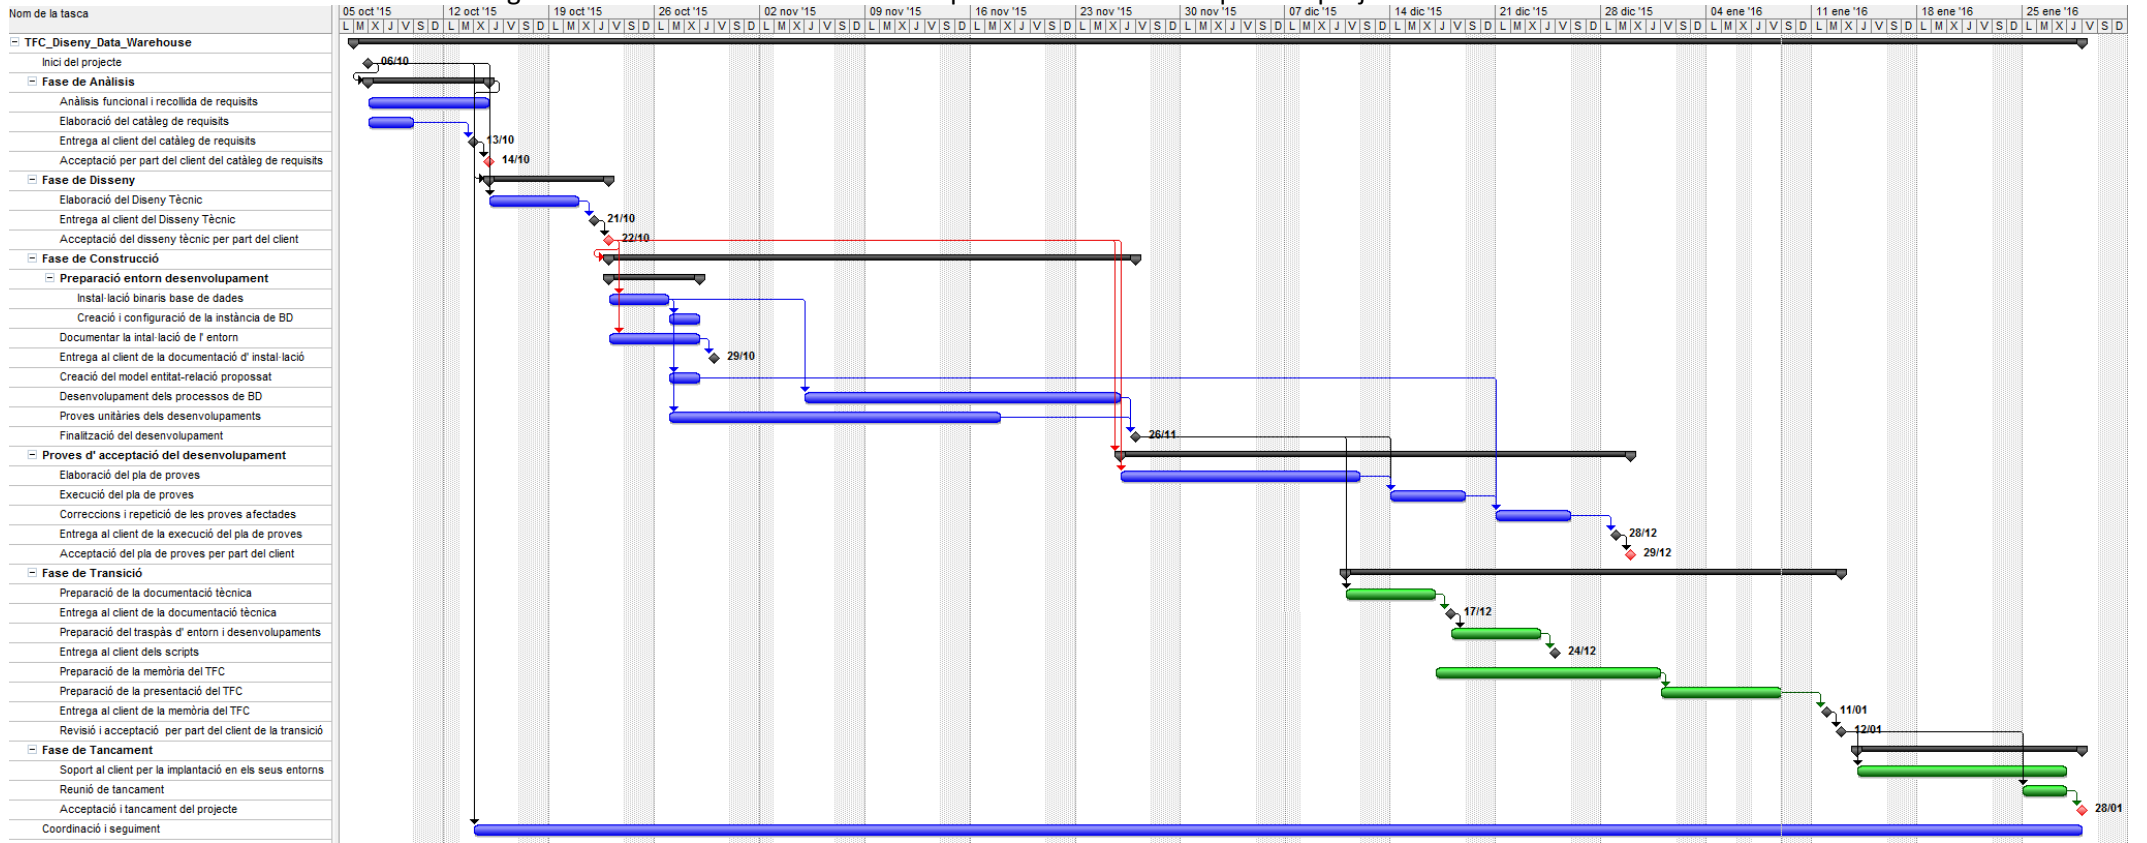 Nom de la tasca
05 oct '15 12 oct '15 19 oct '15 26 oct '15 02 nov '15 09 nov '15 16 nov '15 23 nov '15 30 nov '15 07 dic '15 14 dic '15 21 dic '15 28 dic '15 04 ene '16 11 ene '16 18 ene '16 25 ene '16
L M X J V S D L M X J V S D L M X J V S D L M X J V S D L M X J V S D L M X J V S D L M X J V S D L M X J V S D L M X J V S D L M X J V S D L M X J V S D L M X J V S D L M X J V S D L M X J V S D L M X J V S D L M X J V S D L M X J V S D
TFC_Diseny_Data_Warehouse
Inici del projecte 06/10
Fase de Anàlisis
Anàlisis funcional i recollida de requisits
Elaboració del catàleg de requisits
Entrega al client del catàleg de requisits 13/10
Acceptació per part del client del catàleg de requisits 14/10
Fase de Disseny
Elaboració del Diseny Tècnic
Entrega al client del Disseny Tècnic 21/10
Acceptació del disseny tècnic per part del client 22/10
Fase de Construcció
Preparació entorn desenvolupament
Instal·lació binaris base de dades
Creació i configuració de la instància de BD
Documentar la intal·lació de l' entorn
Entrega al client de la documentació d' instal·lació 29/10
Creació del model entitat-relació propossat
Desenvolupament dels processos de BD
Proves unitàries dels desenvolupaments
Finalització del desenvolupament 26/11
Proves d' acceptació del desenvolupament
Elaboració del pla de proves
Execució del pla de proves
Correccions i repetició de les proves afectades
Entrega al client de la execució del pla de proves 28/12
Acceptació del pla de proves per part del client 29/12
Fase de Transició
Preparació de la documentació tècnica
Entrega al client de la documentació tècnica 17/12
Preparació del traspàs d' entorn i desenvolupaments
Entrega al client dels scripts 24/12
Preparació de la memòria del TFC
Preparació de la presentació del TFC
Entrega al client de la memòria del TFC 11/01
Revisió i acceptació per part del client de la transició 12/01
Fase de Tancament
Soport al client per la implantació en els seus entorns
Reunió de tancament
Acceptació i tancament del projecte 28/01
Coordinació i seguiment